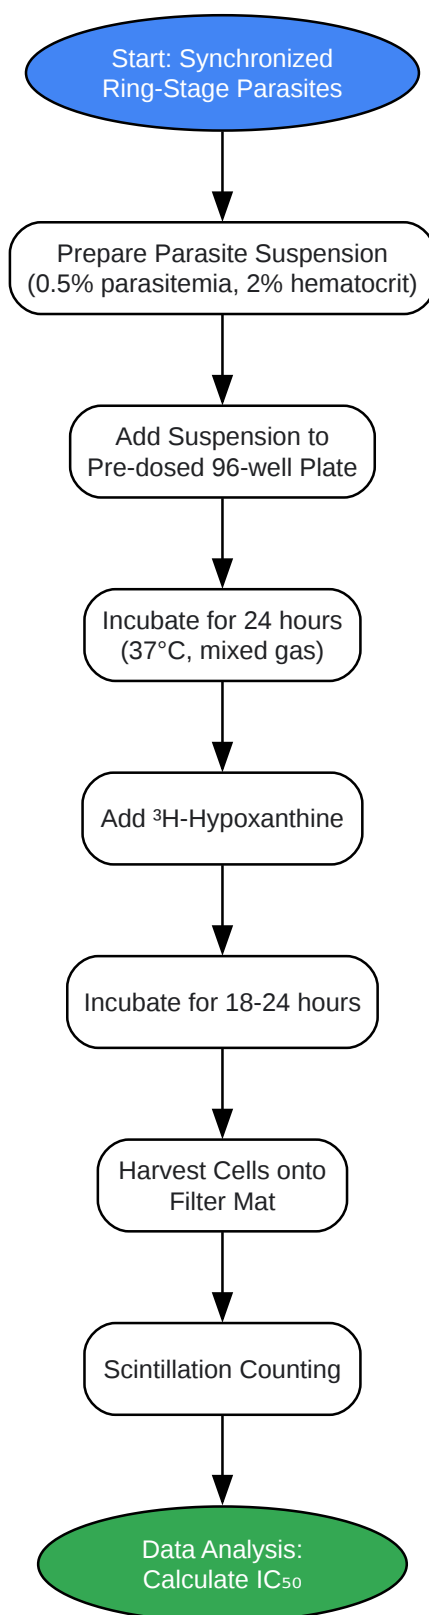 Start: Synchronized
Ring-Stage Parasites
Prepare Parasite Suspension
(0.5% parasitemia, 2% hematocrit)
Add Suspension to
Pre-dosed 96-well Plate
Incubate for 24 hours
(37°C, mixed gas)
Add ³H-Hypoxanthine
Incubate for 18-24 hours
Harvest Cells onto
Filter Mat
Scintillation Counting
Data Analysis:
Calculate IC₅₀